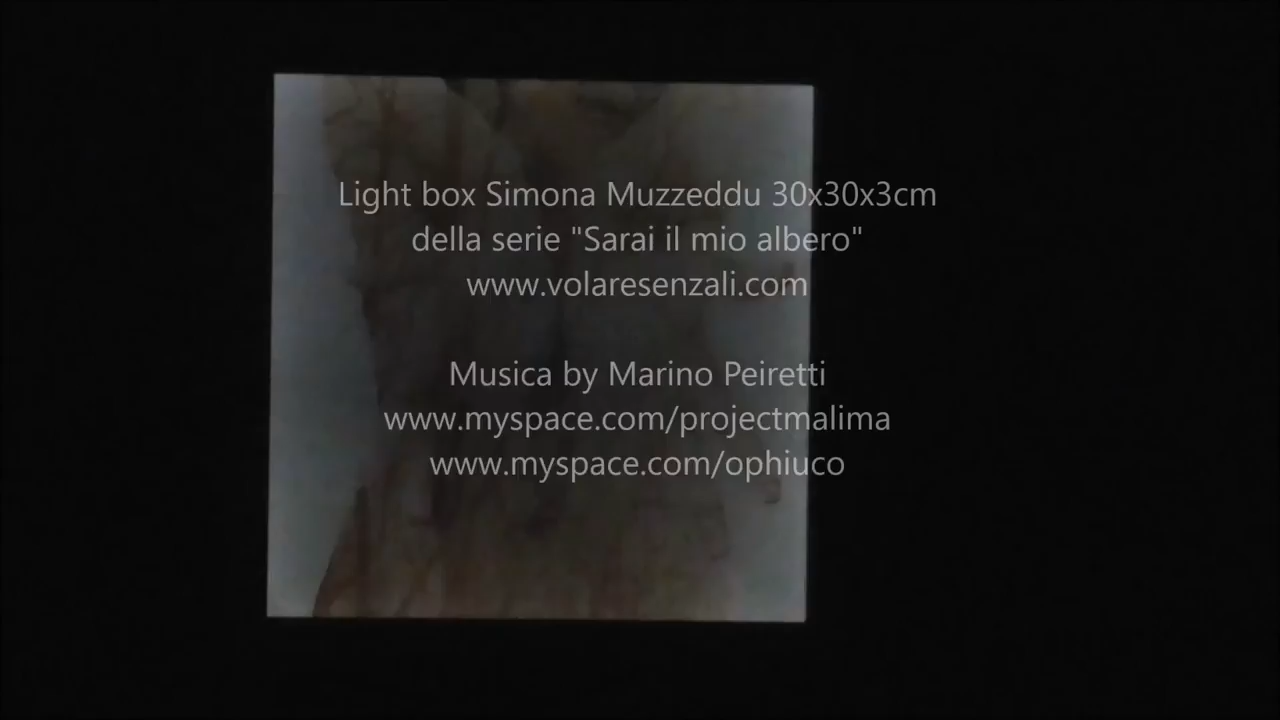 Light box Simona Muzzeddu 30x30x3cm
della serie "Sarai il mio albero"
www.volaresenzali.com
Musica by Marino Peiretti
www.myspace.com/projectmalima
www.myspace.com/ophiuco